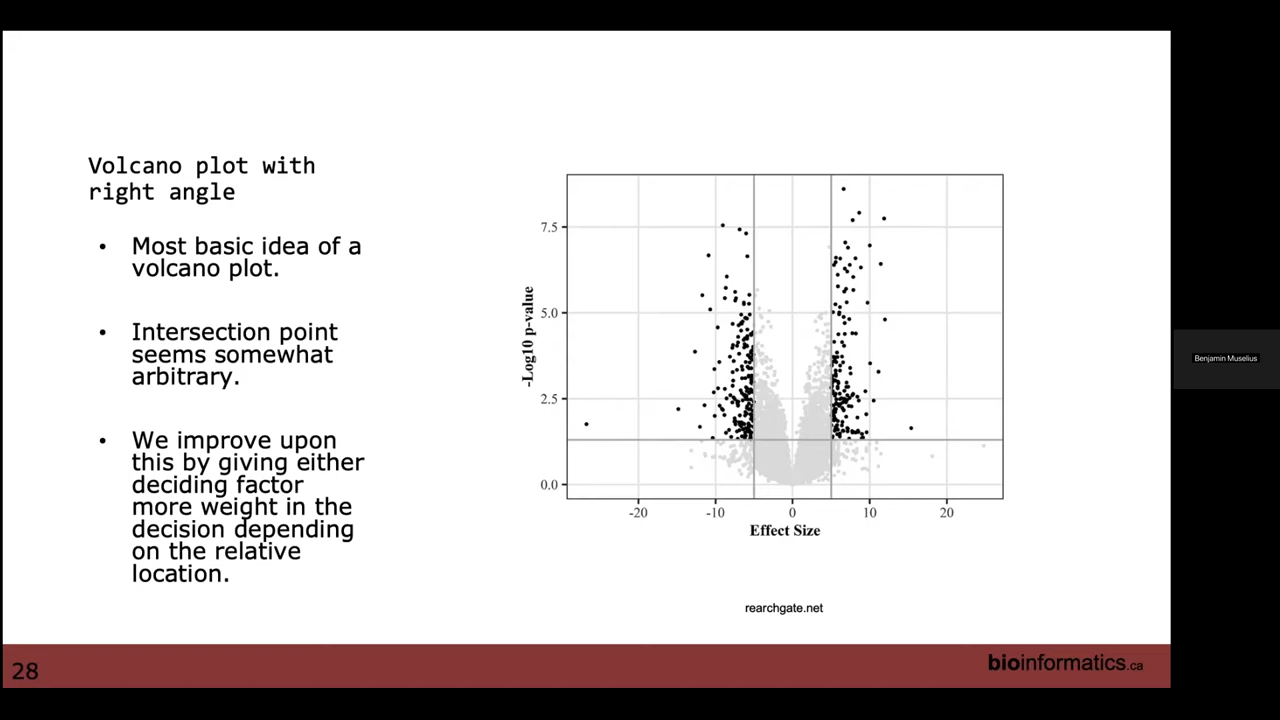 Volcano plot with
right angle
• Most basic idea of a
volcano plot.
• Intersection point
seems somewhat
arbitrary.
• We improve upon
this by giving either
deciding factor
more weight in the
decision depending
on the relative
location.
-Log10 p-value
7.5
5.0
2.5
0.0
-20 -10 0 10 20
Effect Size
rearchgate.net
28
bioinformatics.ca
Benjamin Muselius